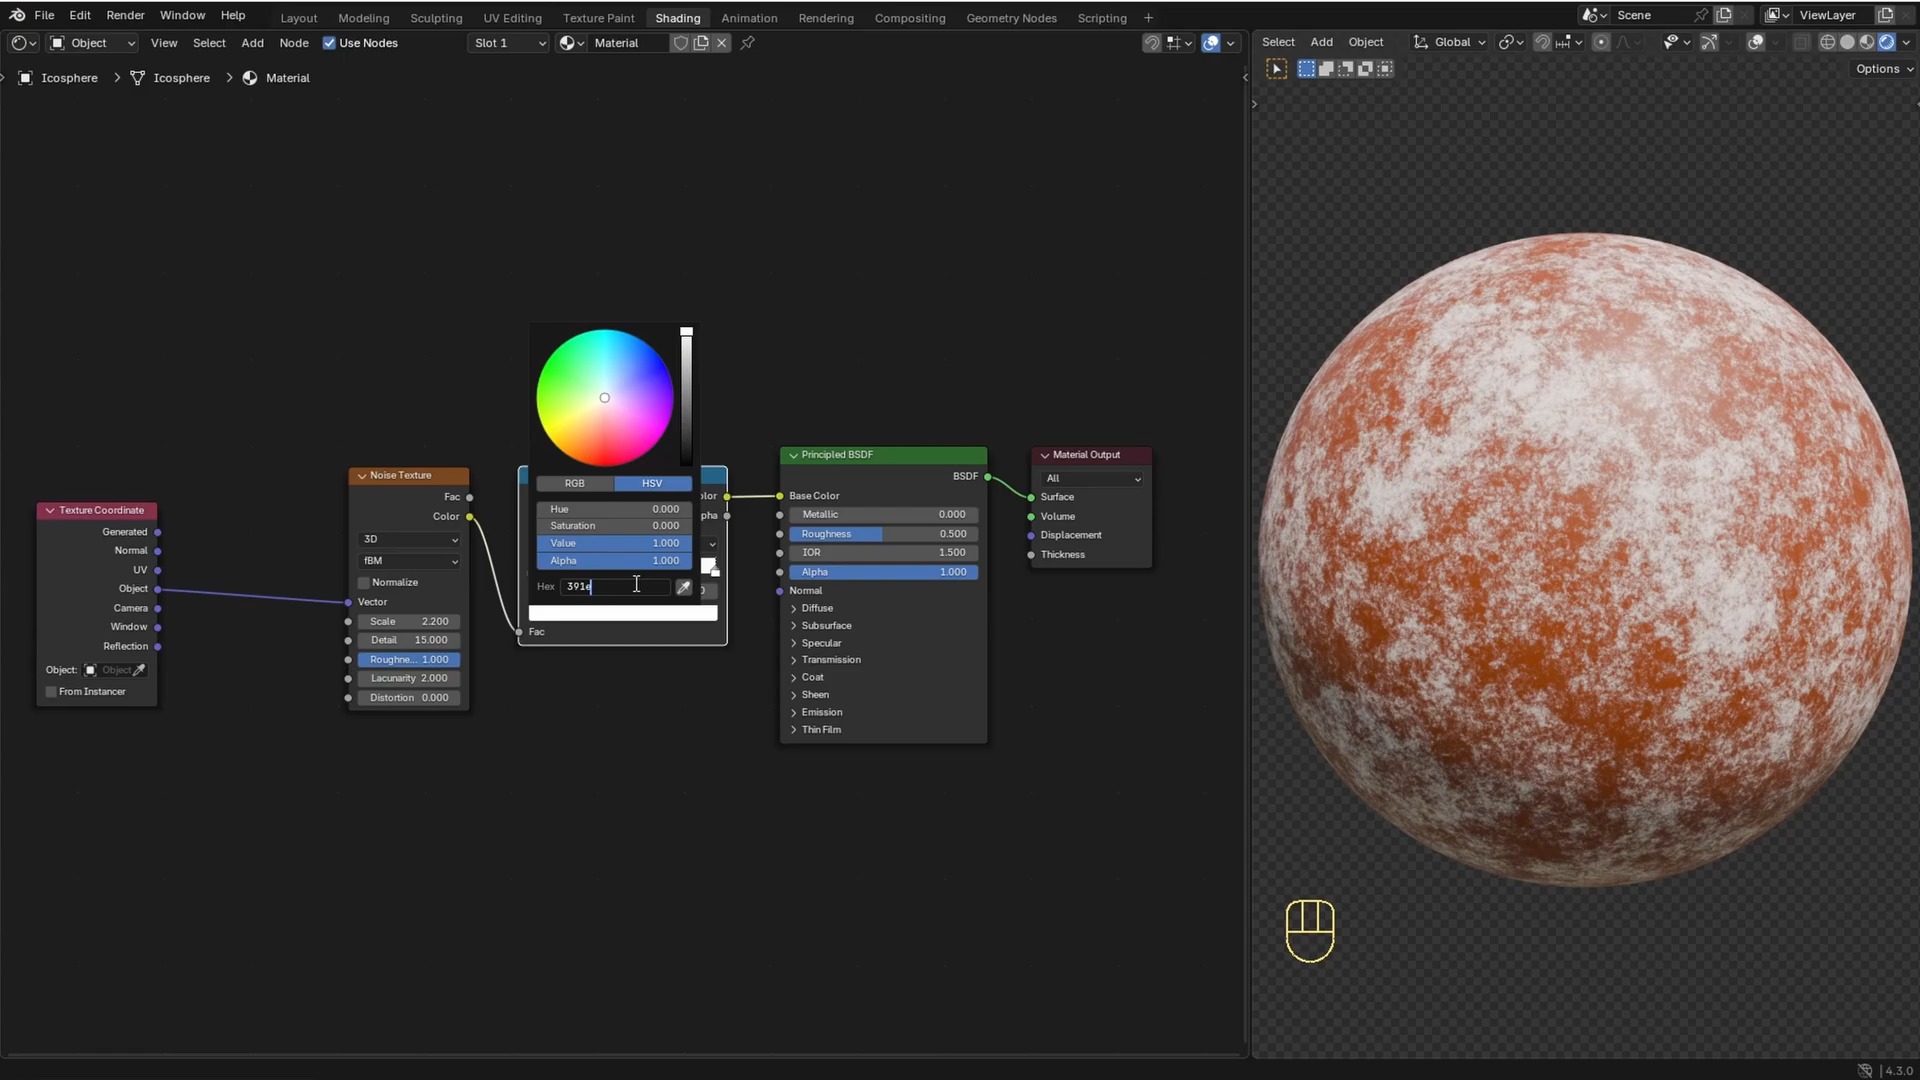 File Edit Render Window Help Layout Modeling Sculpting UV Editing Texture Paint Shading Animation Rendering Compositing Geometry Nodes Scripting + Scene ViewLayer
Object View Select Add Node Use Nodes Slot 1 Material Select Add Object Global
Options
Icosphere > Icosphere > Material
Texture Coordinate
Generated
Normal
UV
Object
Camera
Window
Reflection
Object: Object
From Instancer
Noise Texture
Fac
Color
3D
fBM
Normalize
Vector
Scale 2.200
Detail 15.000
Roughne... 1.000
Lacunarity 2.000
Distortion 0.000
RGB HSV
Hue 0.000
Saturation 0.000
Value 1.000
Alpha 1.000
Hex 391e
olor
pha
0
Fac
Principled BSDF
BSDF
Base Color
Metallic 0.000
Roughness 0.500
IOR 1.500
Alpha 1.000
Normal
Diffuse
Subsurface
Specular
Transmission
Coat
Sheen
Emission
Thin Film
Material Output
All
Surface
Volume
Displacement
Thickness
4.3.0